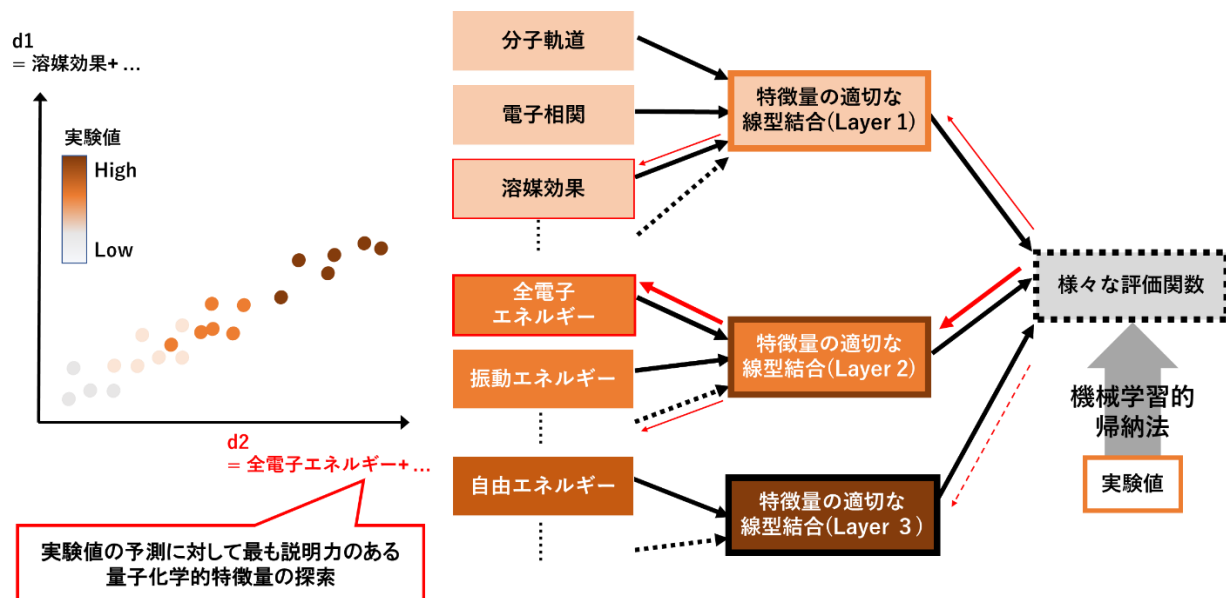 d1
= 溶媒効果+ …
実験値
High
Low
d2
= 全電子エネルギー+ …
実験値の予測に対して最も説明力のある
量子化学的特徴量の探索
分子軌道
電子相関
溶媒効果
全電子
エネルギー
振動エネルギー
自由エネルギー
特徴量の適切な
線型結合(Layer 1)
特徴量の適切な
線型結合(Layer 2)
特徴量の適切な
線型結合(Layer 3)
様々な評価関数
機械学習的
帰納法
実験値